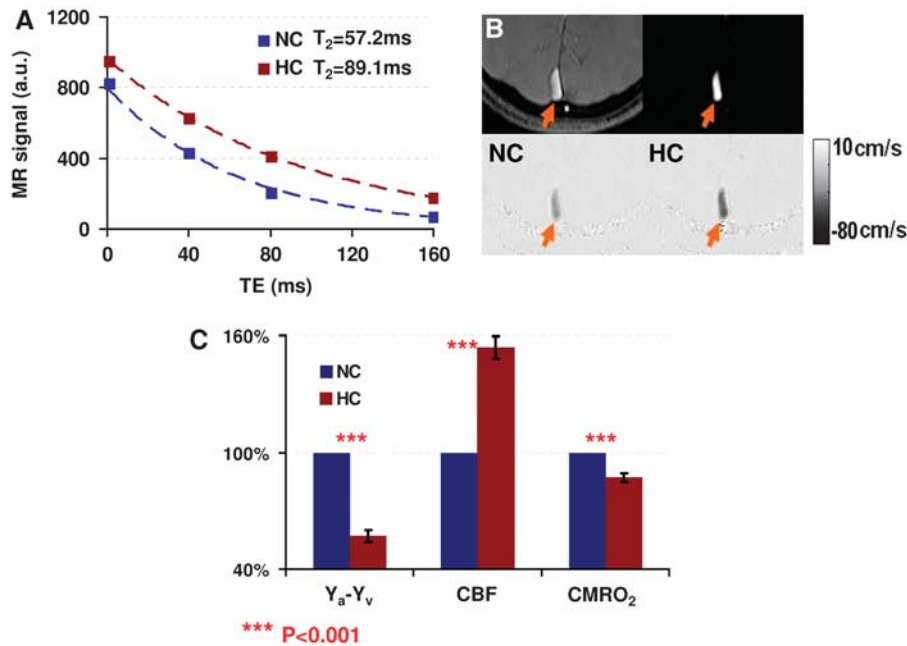 A
1200
800
400
0
MR signal (a.u.)
NC T2=57.2ms
HC T2=89.1ms
0 40 80 120 160
TE (ms)
B
NC HC
10cm/s
-80cm/s
C
160%
100%
40%
NC
HC
***
***
***
Ya-Yv CBF CMRO2
*** P<0.001